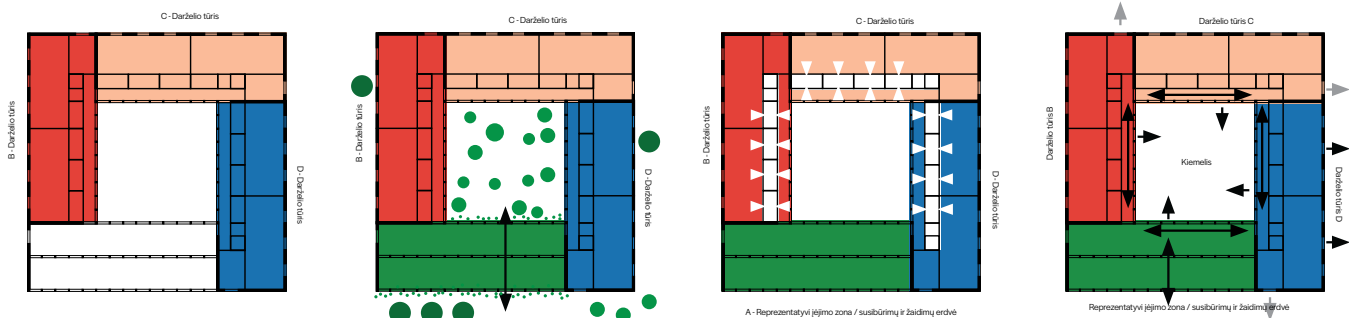 C - Darželio tūris
B - Darželio tūris
D - Darželio tūris
C - Darželio tūris
B - Darželio tūris
D - Darželio tūris
C - Darželio tūris
B - Darželio tūris
D - Darželio tūris
A - Reprezentatyvi įėjimo zona / susibūrimų ir žaidimų erdvė
Darželio tūris C
Darželio tūris B
Kiemelis
Darželio tūris D
Reprezentatyvi įėjimo zona / susibūrimų ir žaidimų erdvė